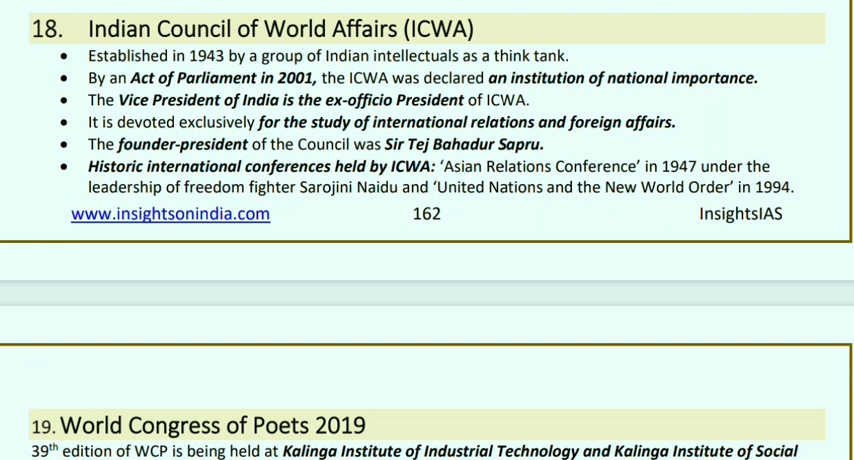 18. Indian Council of World Affairs (ICWA)
• Established in 1943 by a group of Indian intellectuals as a think tank.
• By an Act of Parliament in 2001, the ICWA was declared an institution of national importance.
• The Vice President of India is the ex-officio President of ICWA.
• It is devoted exclusively for the study of international relations and foreign affairs.
• The founder-president of the Council was Sir Tej Bahadur Sapru.
• Historic international conferences held by ICWA: ‘Asian Relations Conference’ in 1947 under the
leadership of freedom fighter Sarojini Naidu and ‘United Nations and the New World Order’ in 1994.
www.insightsonindia.com 162 InsightsIAS
19. World Congress of Poets 2019
39th edition of WCP is being held at Kalinga Institute of Industrial Technology and Kalinga Institute of Social